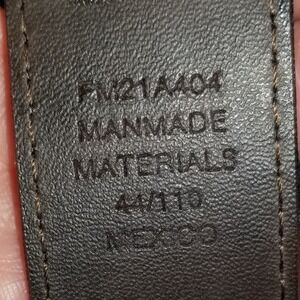 FM21A404
MANMADE
MATERIALS
44/110
MEXICO